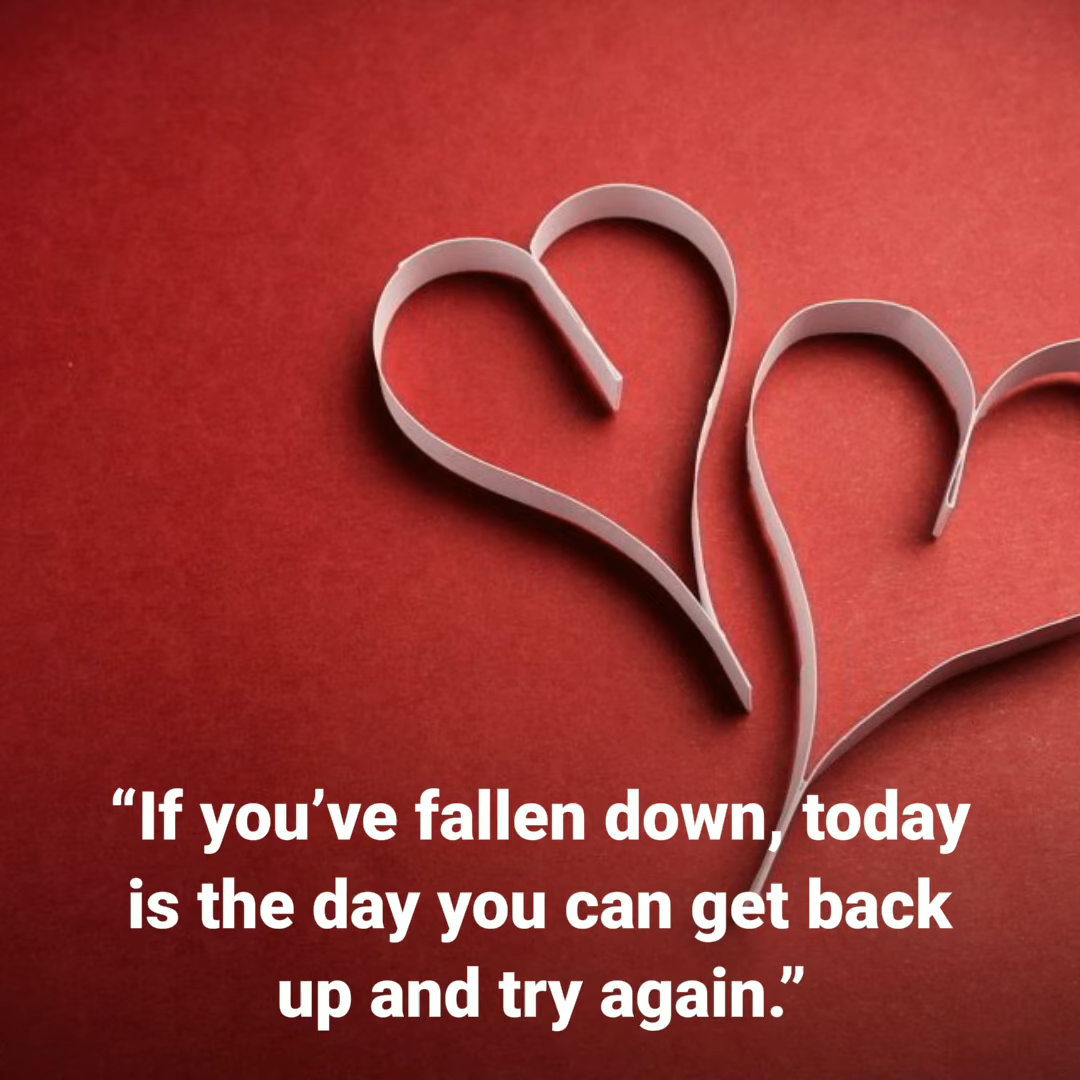 “If you’ve fallen down, today
is the day you can get back
up and try again.”